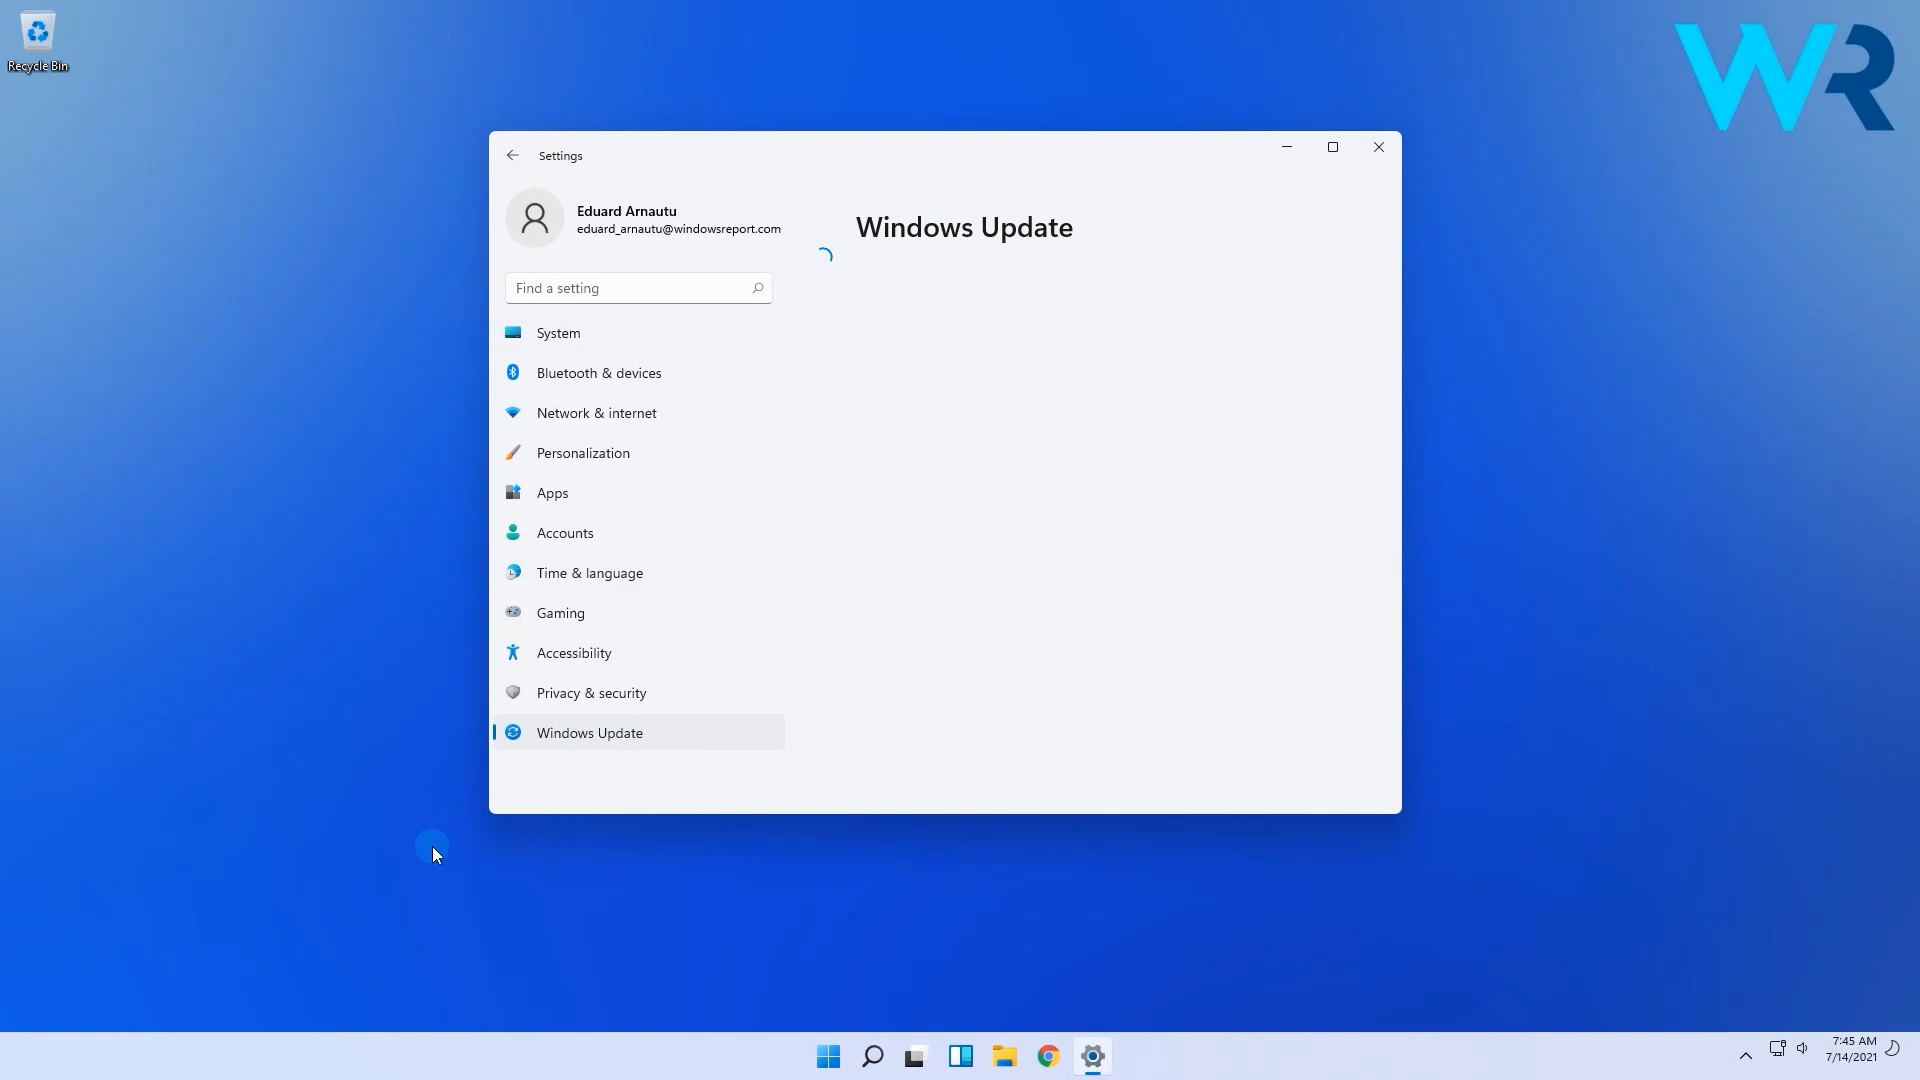 Recycle Bin
WR
Settings
Eduard Arnautu
eduard_arnautu@windowsreport.com
Find a setting
System
Bluetooth & devices
Network & internet
Personalization
Apps
Accounts
Time & language
Gaming
Accessibility
Privacy & security
Windows Update
Windows Update
7:45 AM
7/14/2021